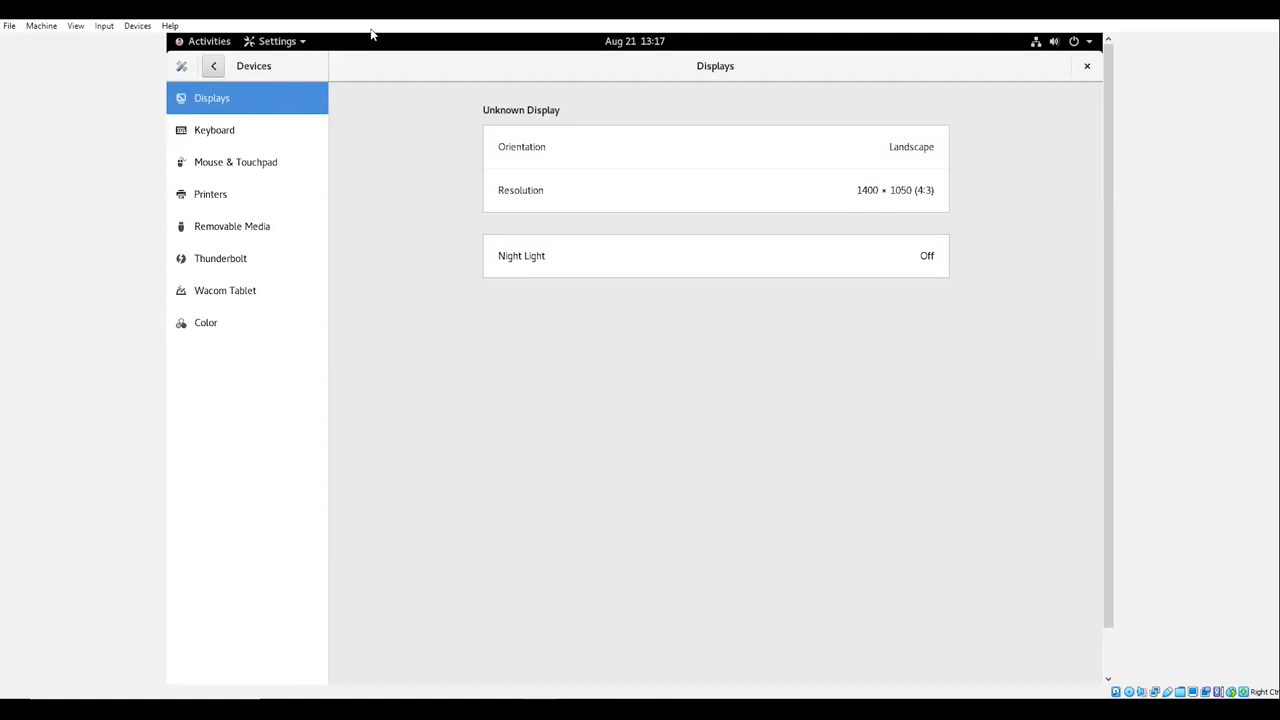 File Machine View Input Devices Help
Activities Settings Aug 21 13:17
Devices Displays
Displays
Keyboard
Mouse & Touchpad
Printers
Removable Media
Thunderbolt
Wacom Tablet
Color
Unknown Display
Orientation Landscape
Resolution 1400 × 1050 (4:3)
Night Light Off
Right Ctr